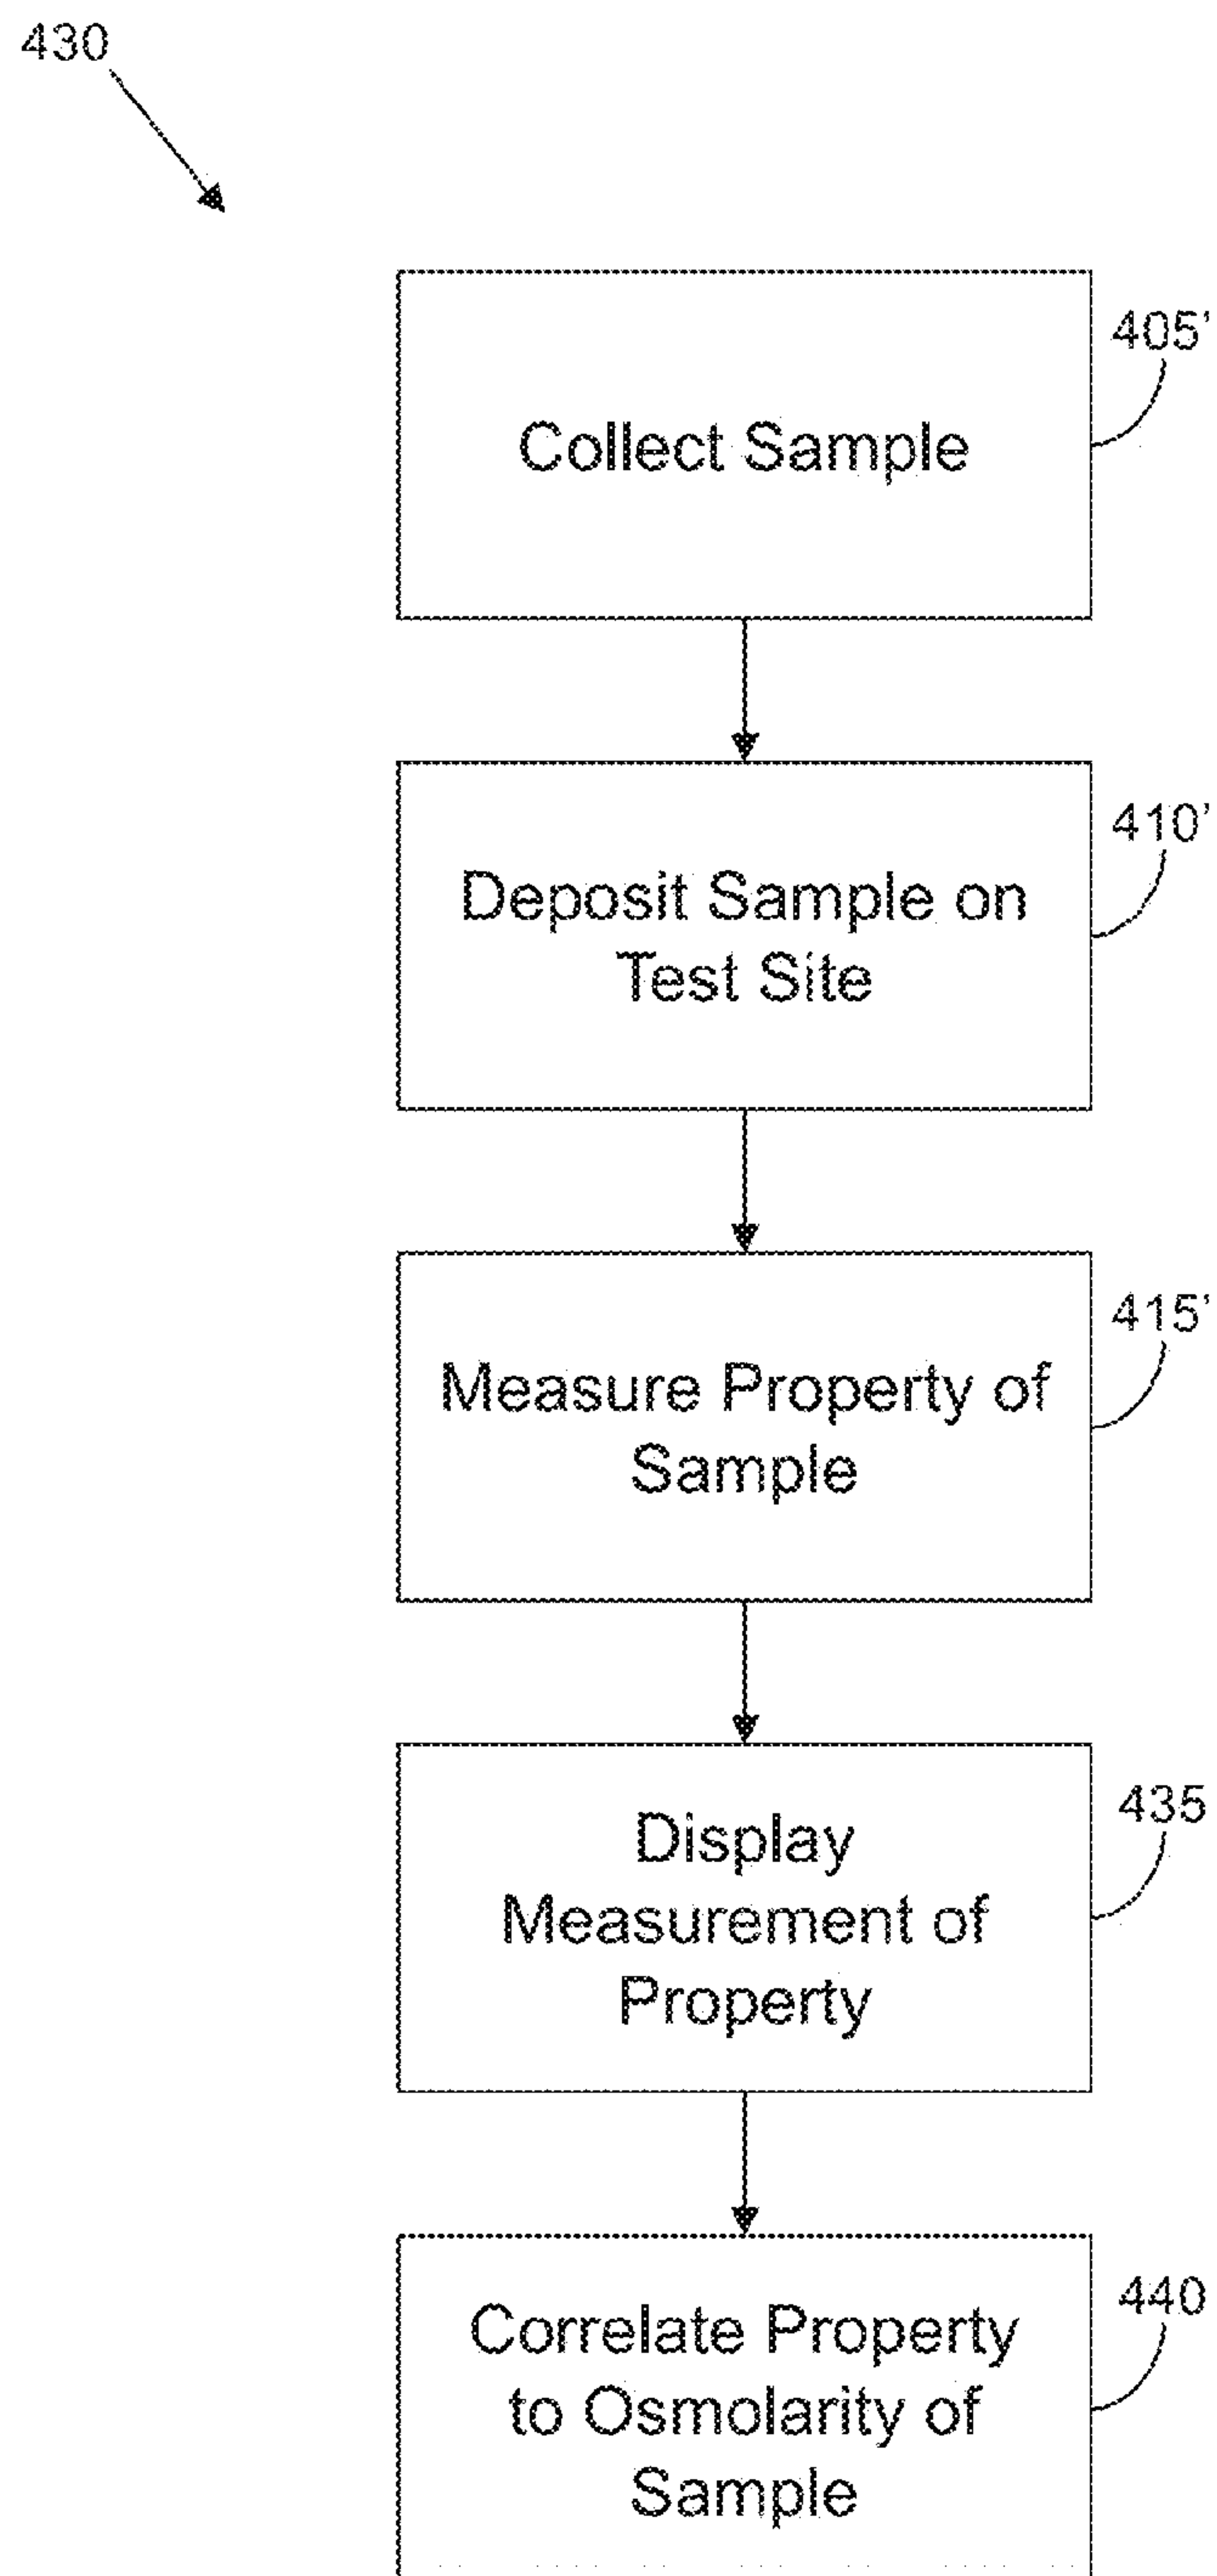 430
Collect Sample
405'
Deposit Sample on
Test Site
410'
Measure Property of
Sample
415'
Display
Measurement of
Property
435
Correlate Property
to Osmolarity of
Sample
440